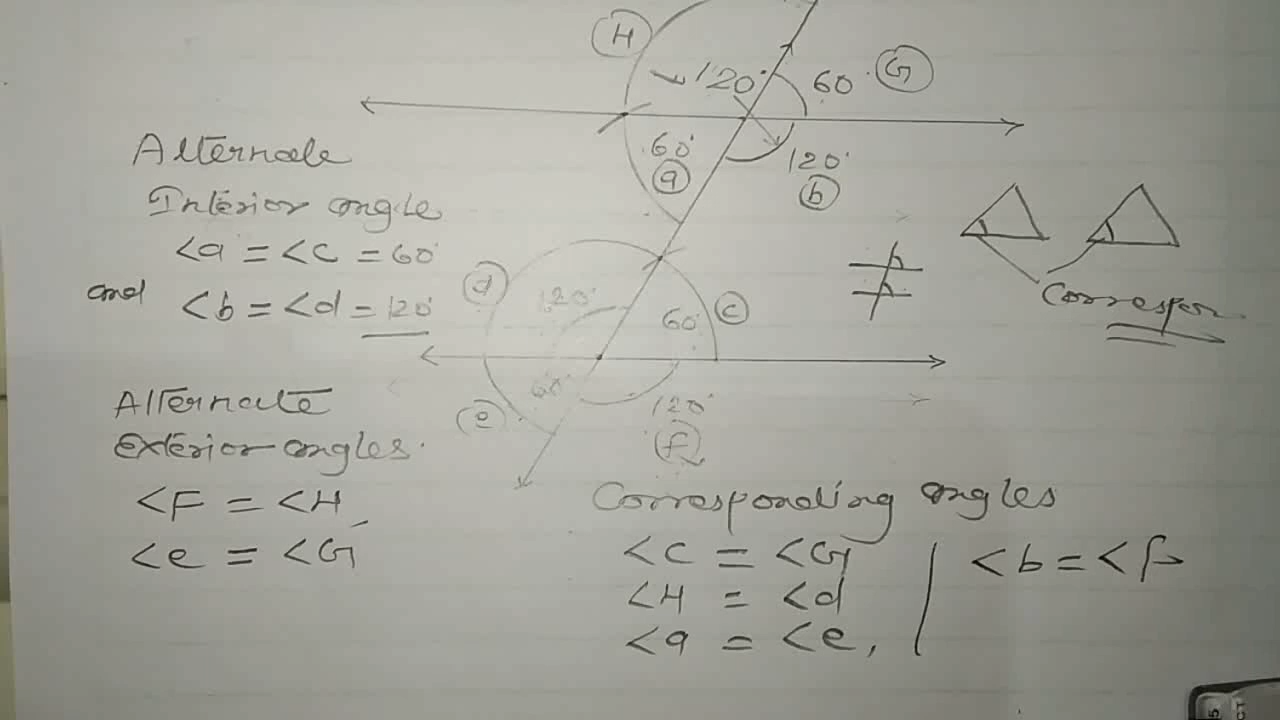 H
120° 60° G
Alternate
60°
a
120°
b
Interior angle
<a = <c = 60°
and <b = <d = 120°
d
120°
60°
c
Correspon
Alternate
Exterior angles.
60°
e
120°
f
<F = <H
<e = <G
Corresponding angles
<c = <G
<H = <d
<a = <e,
<b = <f